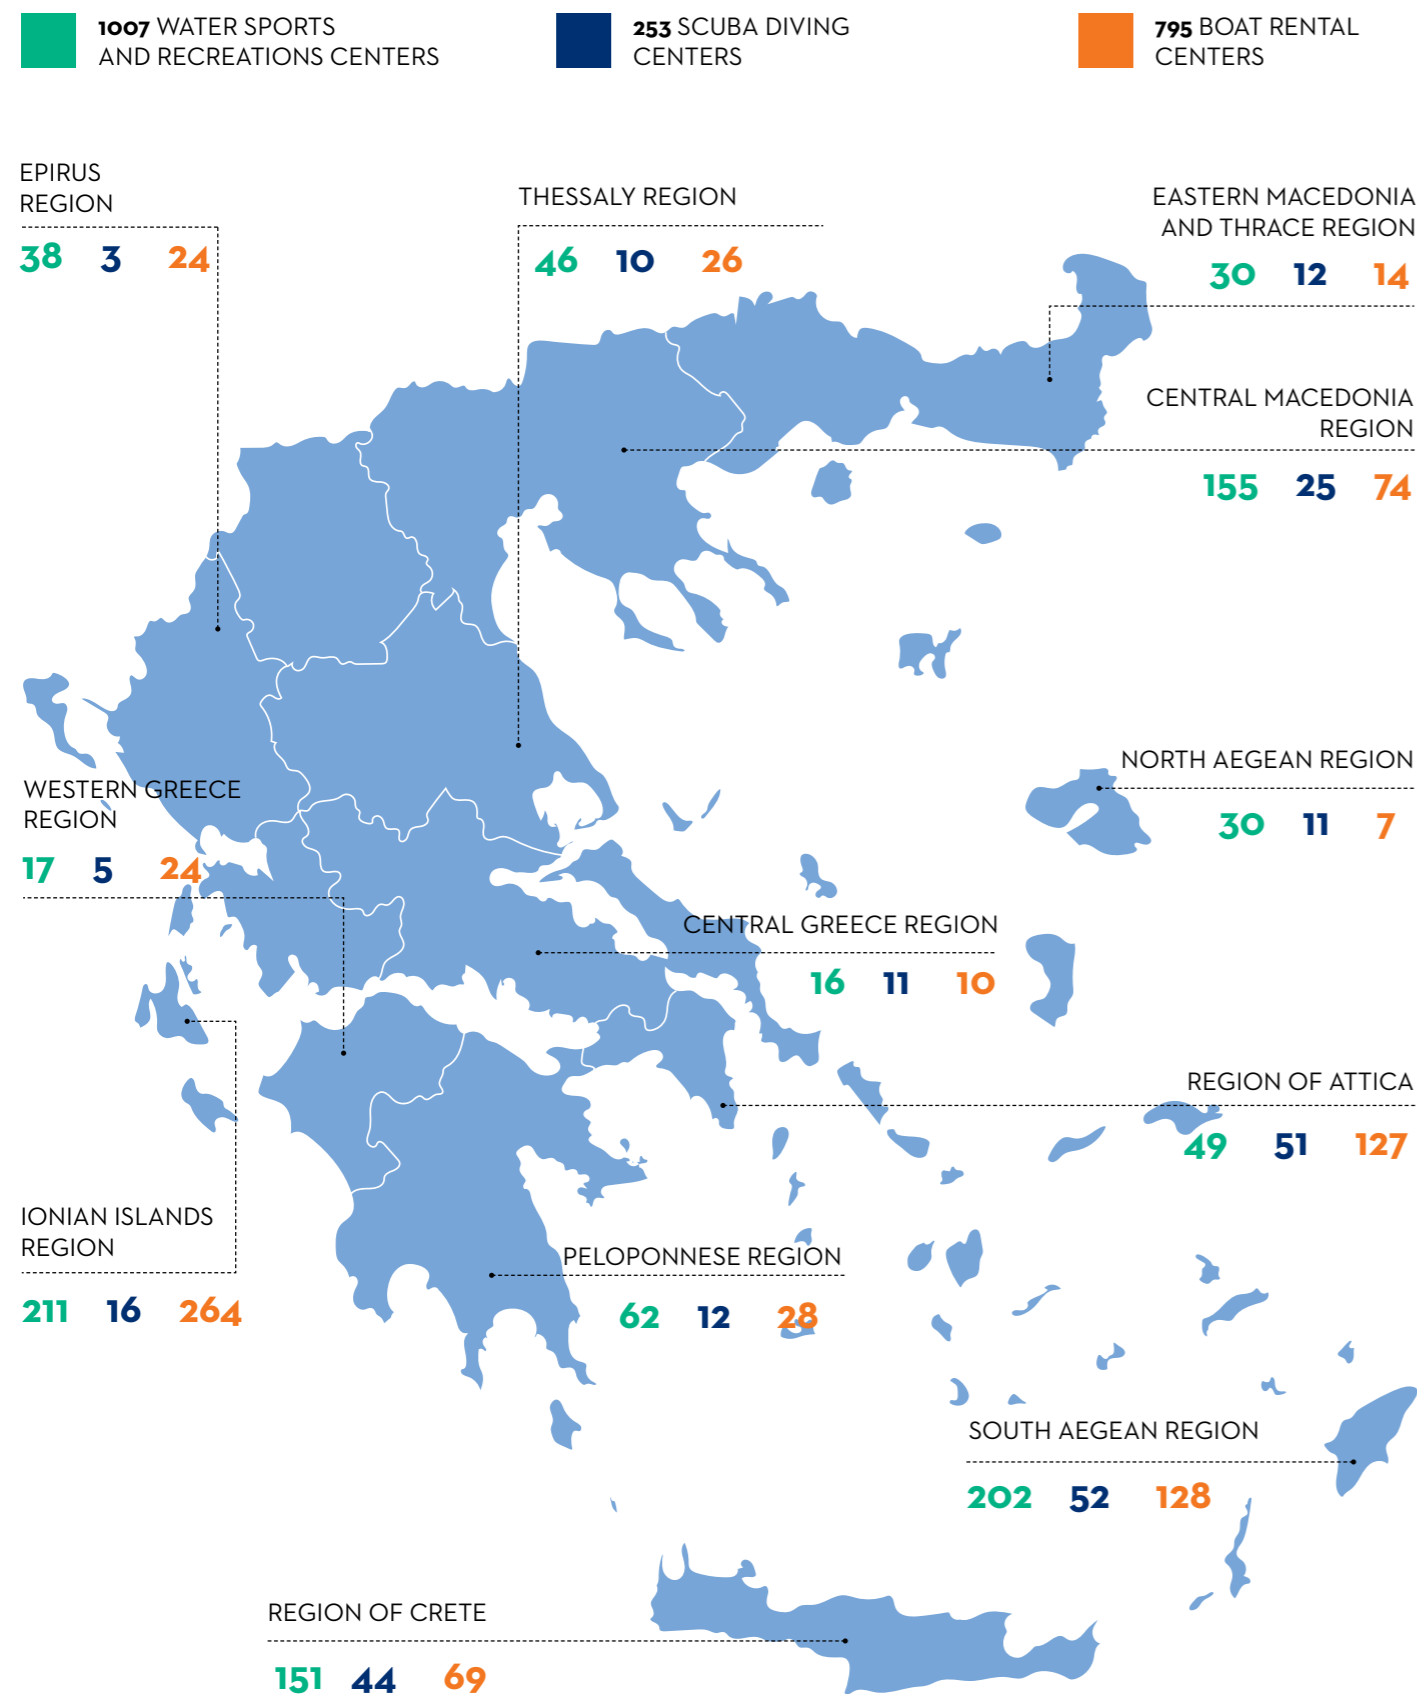 1007 WATER SPORTS
AND RECREATIONS CENTERS
253 SCUBA DIVING
CENTERS
795 BOAT RENTAL
CENTERS
EPIRUS
REGION
38 3 24
THESSALY REGION
46 10 26
EASTERN MACEDONIA
AND THRACE REGION
30 12 14
CENTRAL MACEDONIA
REGION
155 25 74
NORTH AEGEAN REGION
30 11 7
WESTERN GREECE
REGION
17 5 24
CENTRAL GREECE REGION
16 11 10
REGION OF ATTICA
49 51 127
IONIAN ISLANDS
REGION
211 16 264
PELOPONNESE REGION
62 12 28
SOUTH AEGEAN REGION
202 52 128
REGION OF CRETE
151 44 69